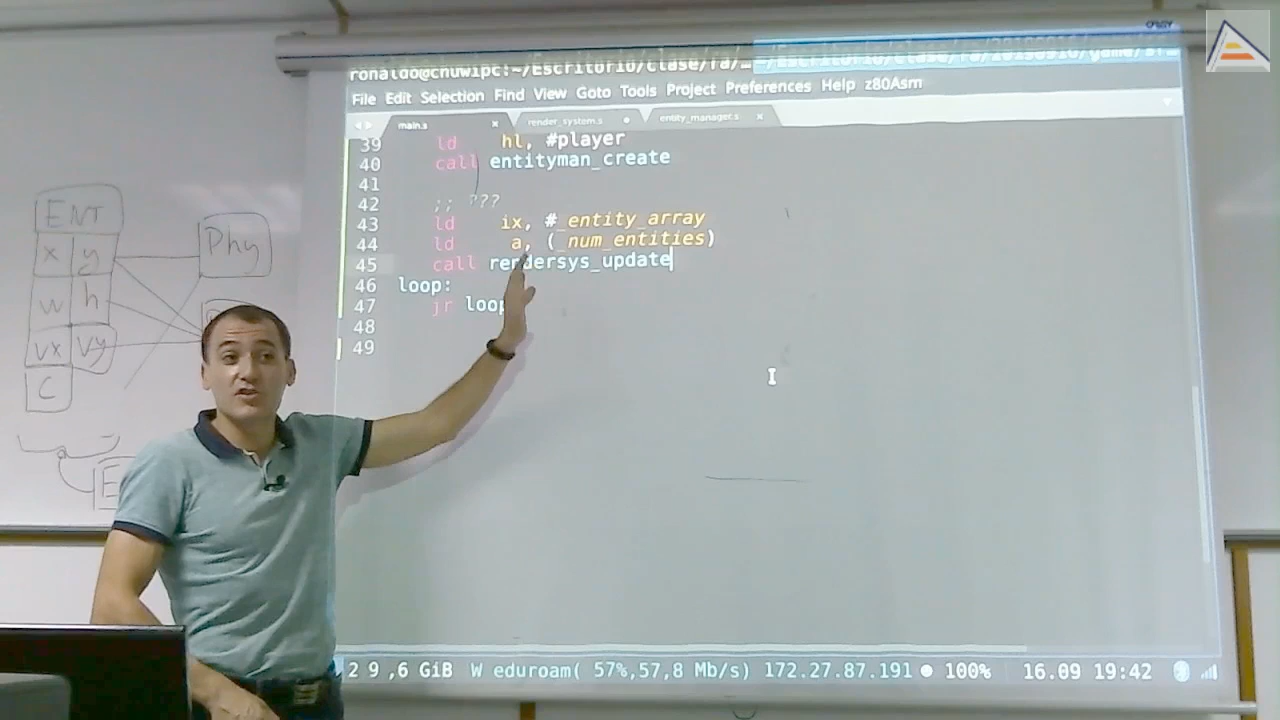 ronaldo@cnuwipc:~/Escritorio/Clase/ra/…
File Edit Selection Find View Goto Tools Project Preferences Help z80Asm
main.s render_system.s entity_manager.s
39 ld hl, #player
40 call entityman_create
41
42 ;; ???
43 ld ix, #_entity_array
44 ld a, (_num_entities)
45 call rendersys_update
46 loop:
47 jr loop
48
49
ENT
x y
w h
vx vy
C
Phy
2 9 ,6 GiB W eduroam( 57%,57,8 Mb/s) 172.27.87.191 100% 16.09 19:42